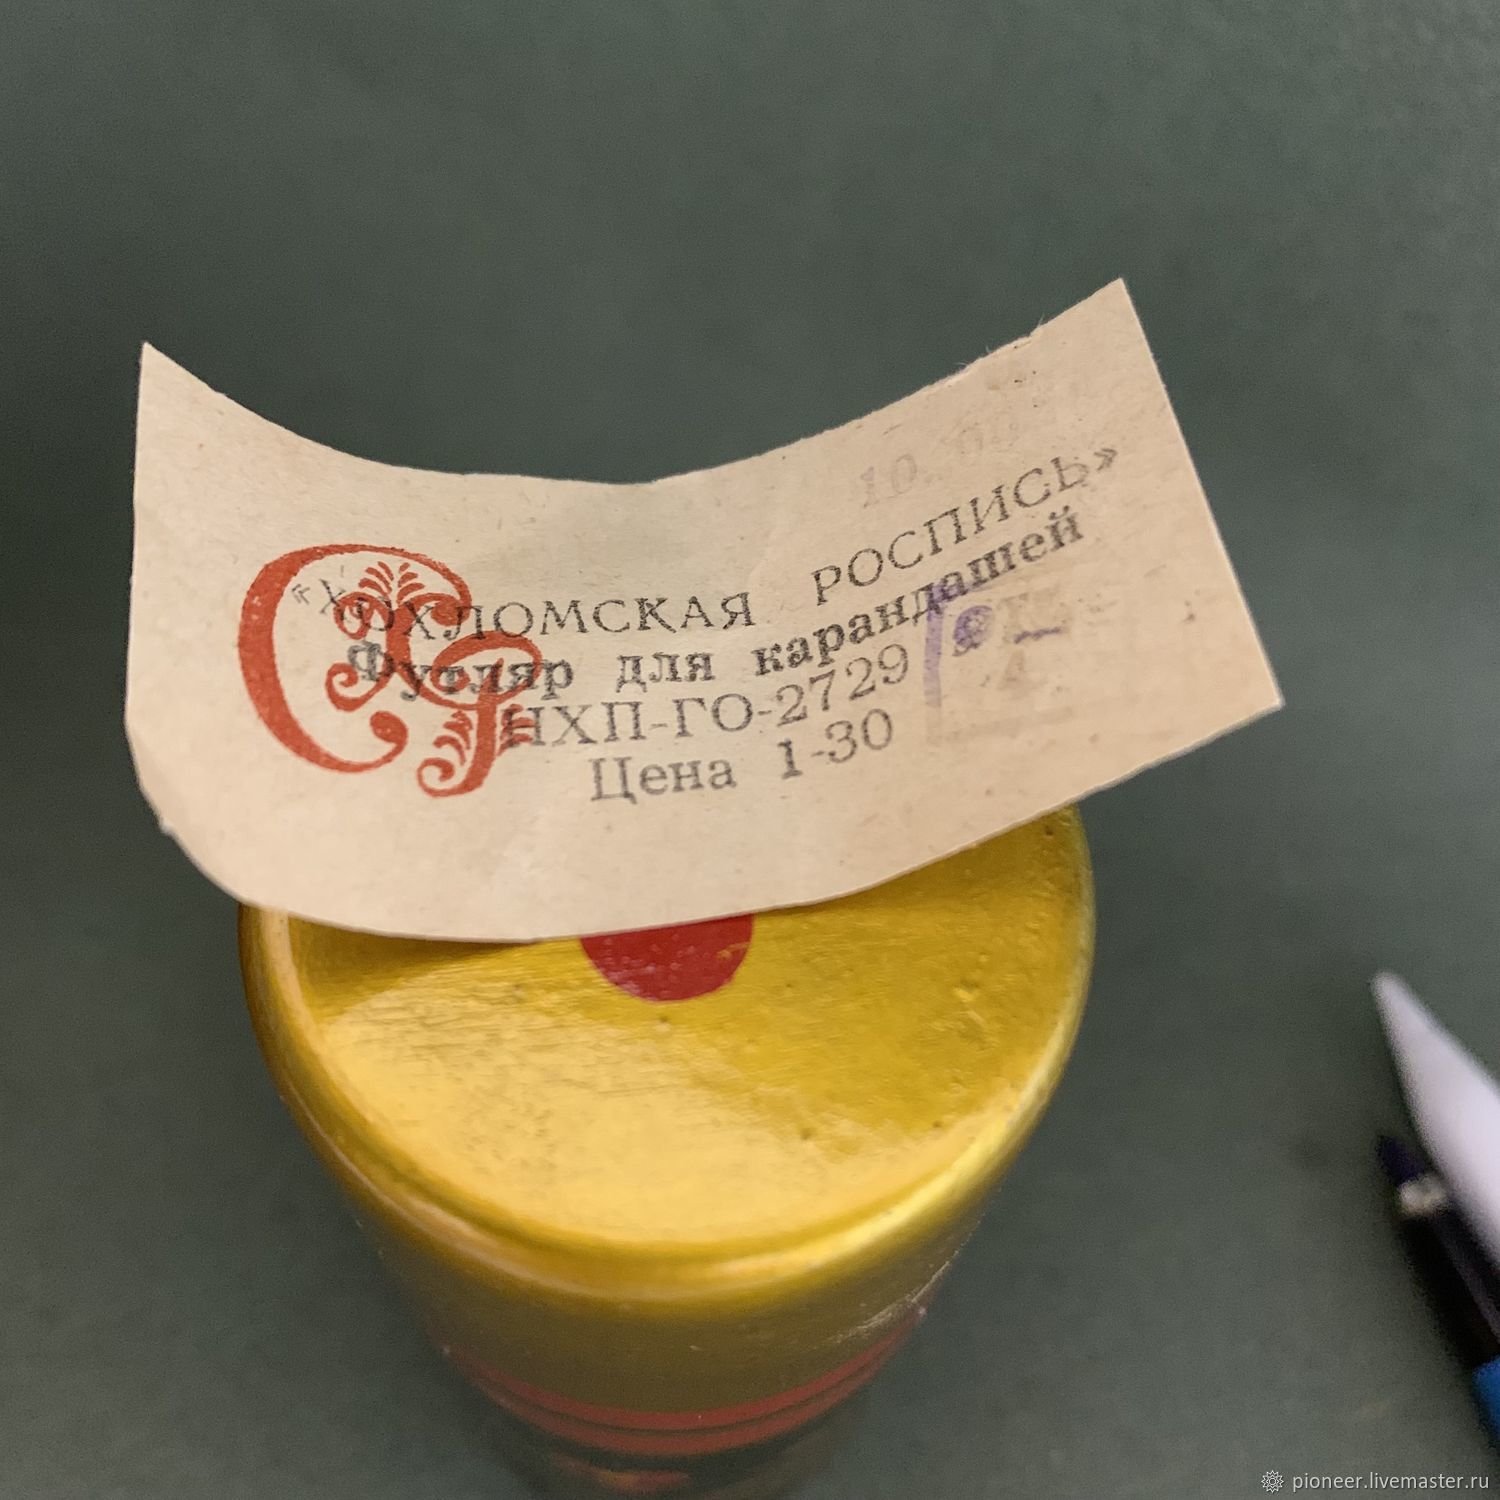 «ХОХЛОМСКАЯ РОСПИСЬ»
Футляр для карандашей
НХП-ГО-2729
Цена 1-30
pioneer.livemaster.ru